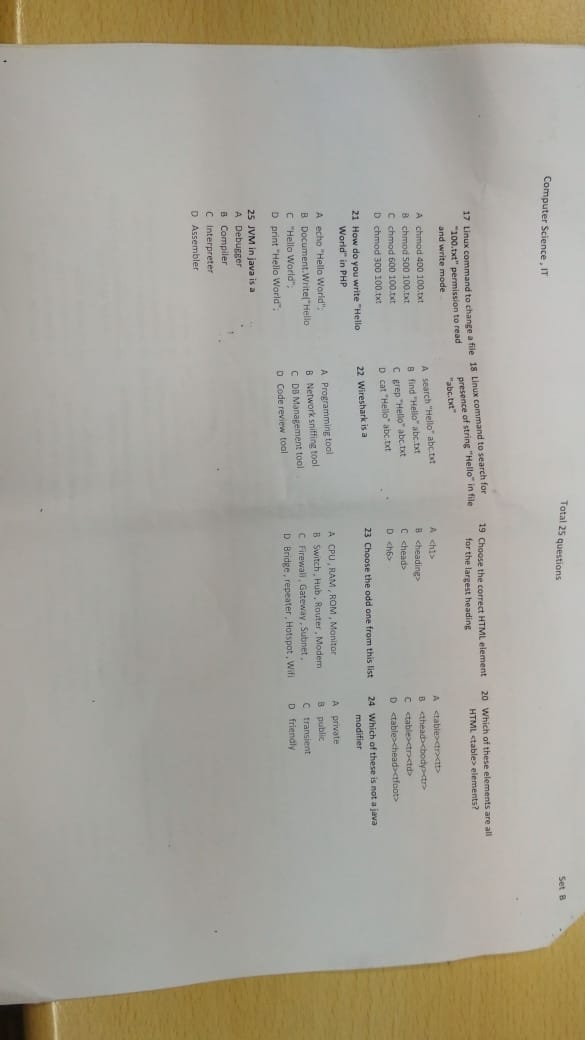 Total 25 questions
Set B
Computer Science , IT
17 Linux command to change a file
"100.txt" permission to read
and write mode
A chmod 400 100.txt
B chmod 500 100.txt
C chmod 600 100.txt
D chmod 300 100.txt
18 Linux command to search for
presence of string "Hello" in file
"abc.txt"
A search "Hello" abc.txt
B find "Hello" abc.txt
C grep "Hello" abc.txt
D cat "Hello" abc.txt
19 Choose the correct HTML element
for the largest heading
A <h1>
B <heading>
C <head>
D <h6>
20 Which of these elements are all
HTML <table> elements?
A <table><tr><tt>
B <thead><body><tr>
C <table><tr><td>
D <table><head><tfoot>
21 How do you write "Hello
World" in PHP
A echo "Hello World";
B Document.Write("Hello
C "Hello World";
D print "Hello World";
22 Wireshark is a
A Programming tool
B Network sniffing tool
C DB Management tool
D Code review tool
23 Choose the odd one from this list
A CPU , RAM , ROM , Monitor
B Switch , Hub , Router , Modem
C Firewall , Gateway , Subnet ,
D Bridge , repeater , Hotspot , Wifi
24 Which of these is not a java
modifier
A private
B public
C transient
D friendly
25 JVM in java is a
A Debugger
B Compiler
C Interpreter
D Assembler